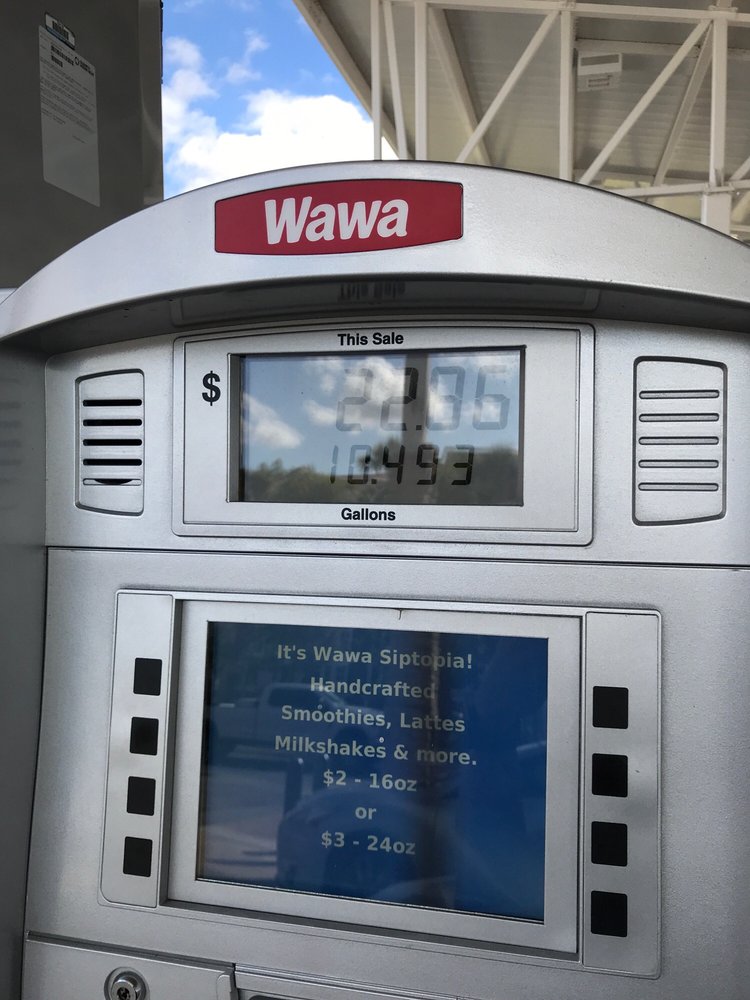 Wawa
This Sale
$
22.86
10.493
Gallons
It's Wawa Siptopia!
Handcrafted
Smoothies, Lattes
Milkshakes & more.
$2 - 16oz
or
$3 - 24oz